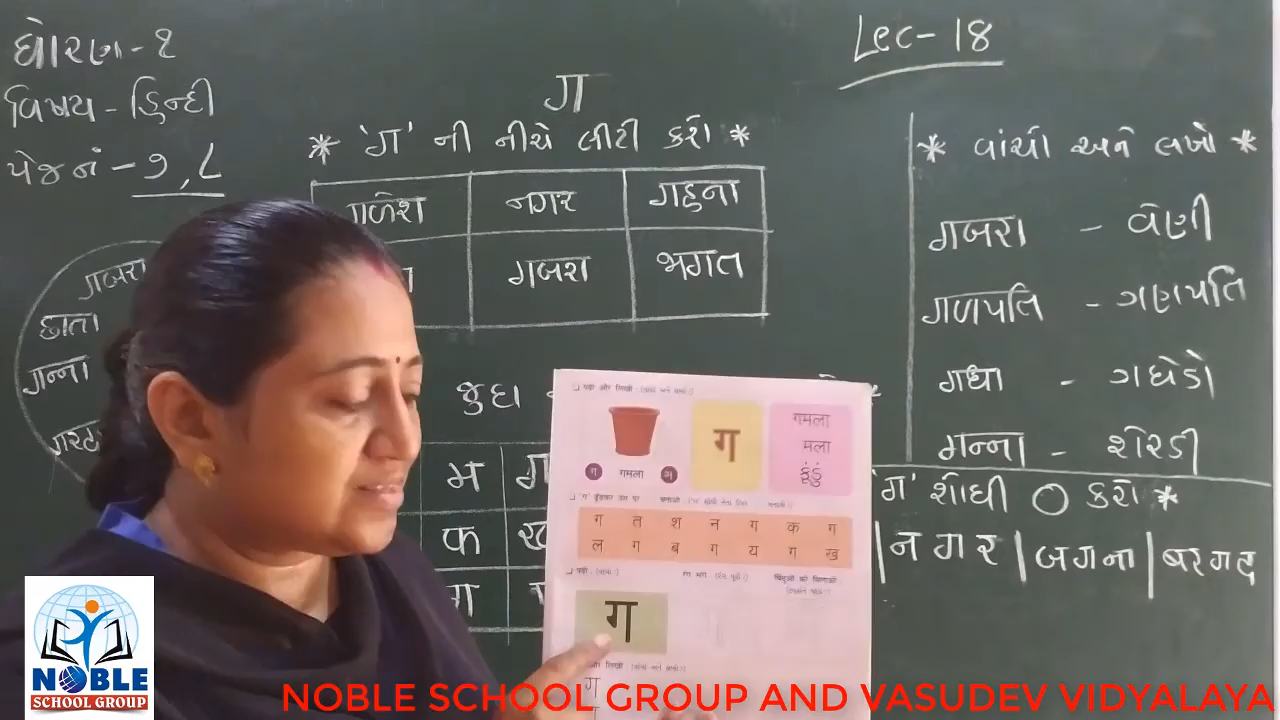 ધોરણ - ૧
વિષય - હિન્દી
પેજ નં - ૭, ૮
Lec - 18
ग
* 'ग' ની નીચે લીટી કરો *
गणेश नगर गहना
गजरा भगत
गजरा
छाता
गन्ना
જુદા
म ग
फ ख
ग
* વાંચો અને લખો *
गजरा - વેણી
गणपति - ગણપતિ
गधा - ગધેડો
गन्ना - શેરડી
'ग' શોધી ○ કરો *
नगर | जगना | बरगद
पढ़ो और लिखो
ग
गमला
मला
કૂંડું
ग गमला
ग त श न ग क ग
ल ग ब ग य ग ख
ग
ग
NOBLE
SCHOOL GROUP
NOBLE SCHOOL GROUP AND VASUDEV VIDYALAYA